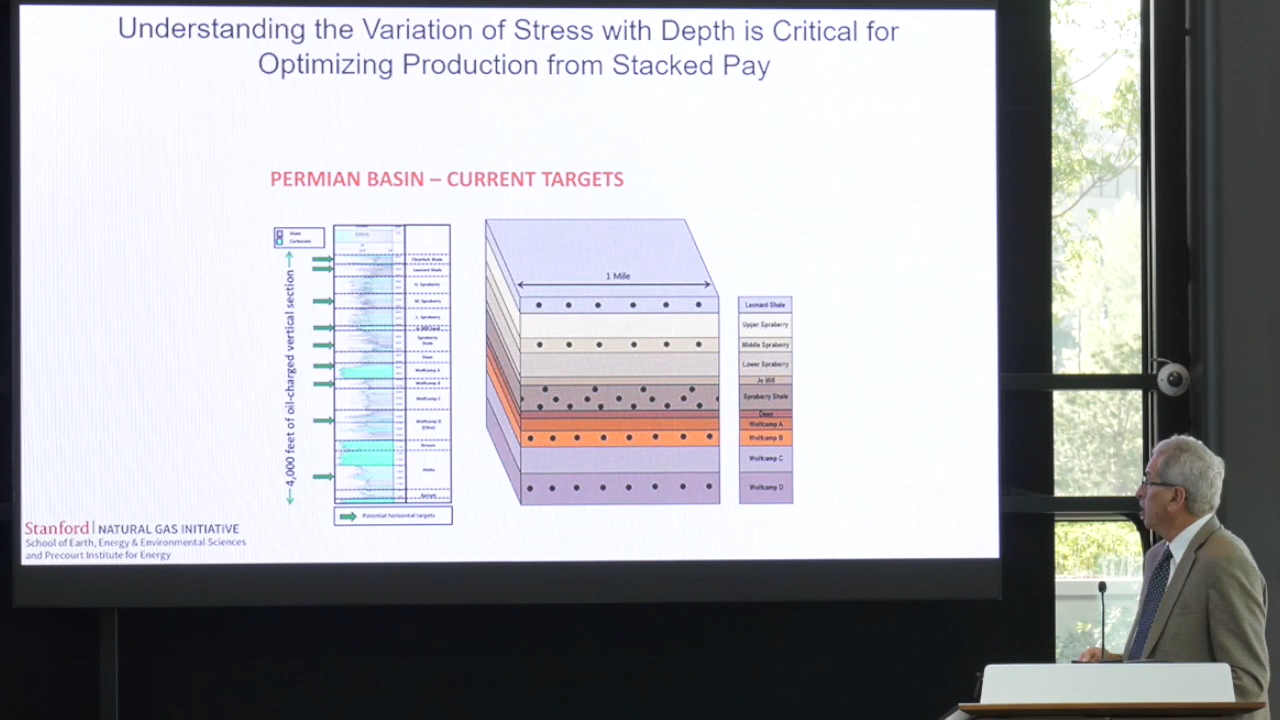 Understanding the Variation of Stress with Depth is Critical for
Optimizing Production from Stacked Pay
PERMIAN BASIN – CURRENT TARGETS
Shale
Carbonate
4,000 feet of oil-charged vertical section
Clearfork Shale
Leonard Shale
U. Spraberry
M. Spraberry
L. Spraberry
Spraberry
Shale
Dean
Wolfcamp A
Wolfcamp B
Wolfcamp C
Wolfcamp D
(Cline)
Strawn
Atoka
Barnett
Potential horizontal targets
1 Mile
Leonard Shale
Upper Spraberry
Middle Spraberry
Lower Spraberry
Jo Mill
Spraberry Shale
Dean
Wolfcamp A
Wolfcamp B
Wolfcamp C
Wolfcamp D
Stanford | NATURAL GAS INITIATIVE
School of Earth, Energy & Environmental Sciences
and Precourt Institute for Energy